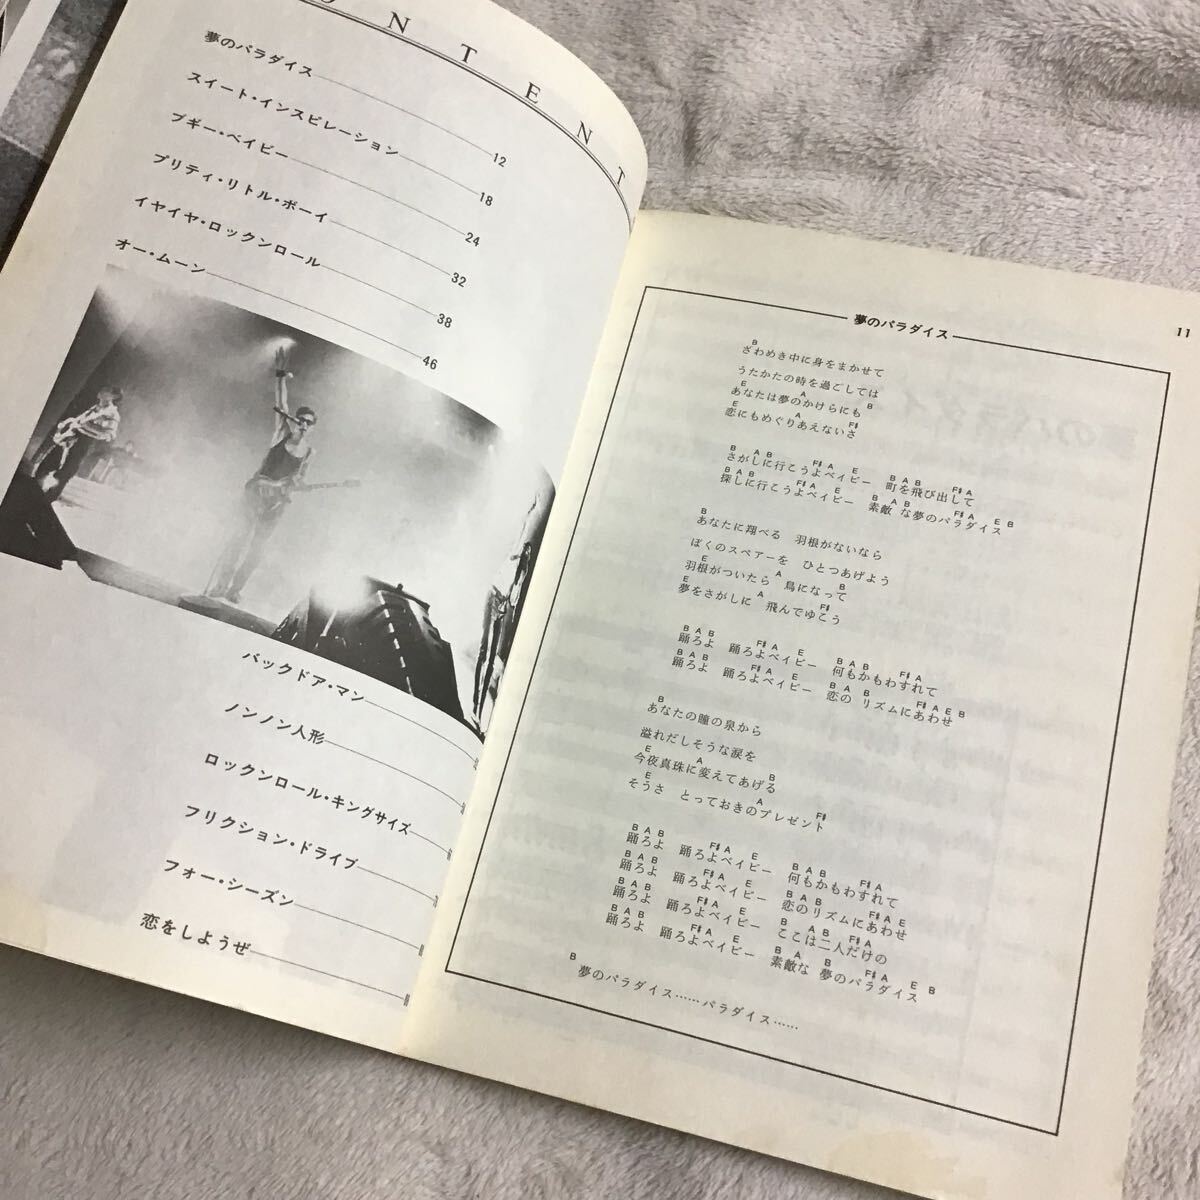 O N T E N T
夢のパラダイス 12
スイート・インスピレーション 18
ブギー・ベイビー 24
プリティ・リトル・ボーイ 32
イヤイヤ・ロックンロール 38
オー・ムーン 46
バックドア・マン
ノンノン人形
ロックンロール・キングサイズ
フリクション・ドライブ
フォー・シーズン
恋をしようぜ
夢のパラダイス
11
B
ざわめき中に身をまかせて
うたかたの時を過ごしては
E A B
あなたは夢のかけらにも
E A F#
恋にもめぐりあえないさ
B A B F# A E B A B F# A
さがしに行こうよベイビー 町を飛び出して
B A B F# A E B A B F# A E B
探しに行こうよベイビー 素敵な夢のパラダイス
B
あなたに翔べる 羽根がないなら
ぼくのスペアーを ひとつあげよう
E A B
羽根がついたら 鳥になって
E A F#
夢をさがしに 飛んでゆこう
B A B F# A E B A B F# A
踊ろよ 踊ろよベイビー 何もかもわすれて
B A B F# A E B A B F# A E B
踊ろよ 踊ろよベイビー 恋の リズムにあわせ
B
あなたの瞳の泉から
溢れだしそうな涙を
E A B
今夜真珠に変えてあげる
E A F#
そうさ とっておきのプレゼント
B A B F# A E B A B F# A
踊ろよ 踊ろよベイビー 何もかもわすれて
B A B F# A E B A B F# A E
踊ろよ 踊ろよベイビー 恋のリズムにあわせ
B A B F# A E B A B F# A
踊ろよ 踊ろよベイビー ここは二人だけの
B A B F# A E B A B F# A E B
踊ろよ 踊ろよベイビー 素敵な 夢のパラダイス
B
夢のパラダイス……パラダイス……